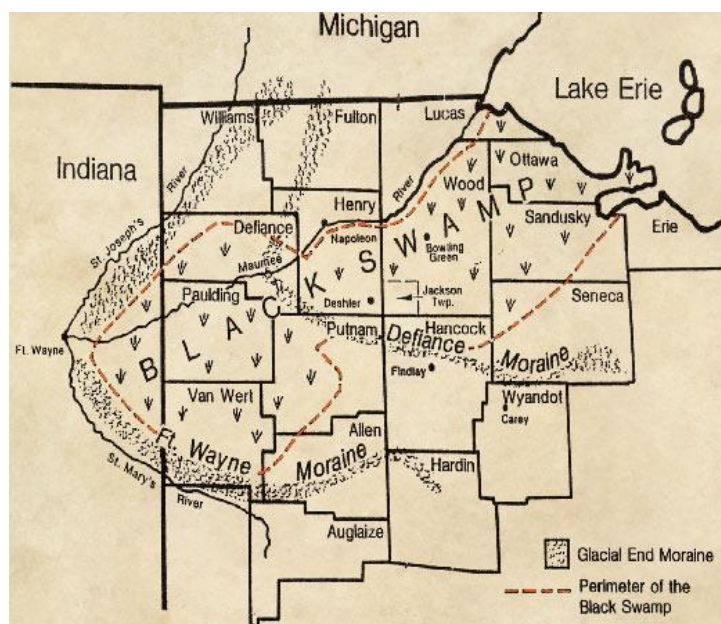 Michigan
Lake Erie
Indiana
Williams
Fulton
Lucas
Ottawa
Wood
River
River
St. Joseph's
Henry
Sandusky
Erie
Defiance
Napoleon
Bowling
Green
Maumee
BLACK SWAMP
Paulding
Deshler
Jackson
Twp.
Seneca
Ft. Wayne
Putnam
Hancock
Defiance Moraine
Findlay
Van Wert
Wyandot
Carey
Allen
Ft. Wayne Moraine
Hardin
St. Mary's
River
Auglaize
Glacial End Moraine
Perimeter of the
Black Swamp